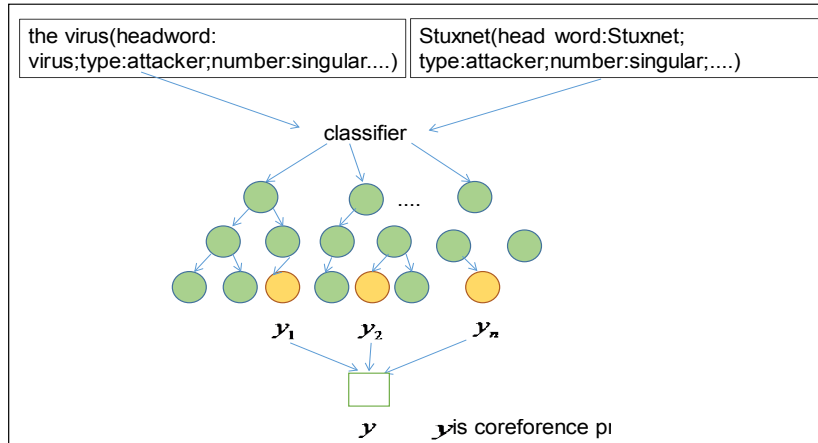 the virus(headword:
virus;type:attacker;number:singular....)
Stuxnet(head word:Stuxnet;
type:attacker;number:singular;....)
classifier
....
y₁ y₂ yₙ
y
y is coreforence